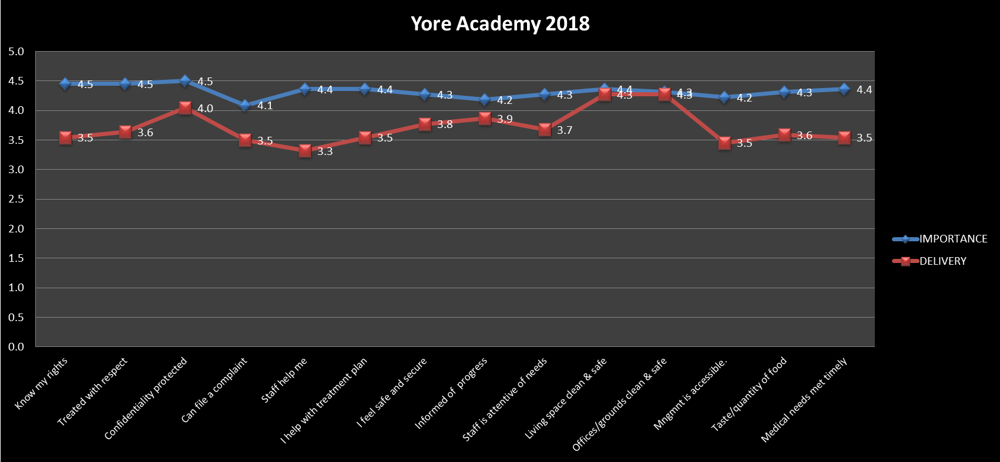 Yore Academy 2018
5.0
4.5
4.0
3.5
3.0
2.5
2.0
1.5
1.0
0.5
0.0
4.5
4.5
4.5
4.1
4.4
4.4
4.3
4.2
4.3
4.4
4.3
4.2
4.3
4.4
3.5
3.6
4.0
3.5
3.3
3.5
3.8
3.9
3.7
4.3
4.3
3.5
3.6
3.5
Know my rights
Treated with respect
Confidentiality protected
Can file a complaint
Staff help me
I help with treatment plan
I feel safe and secure
Informed of  progress
Staff is attentive of needs
Living space clean & safe
Offices/grounds clean & safe
Mngmnt is accessible.
Taste/quantity of food
Medical needs met timely
IMPORTANCE
DELIVERY